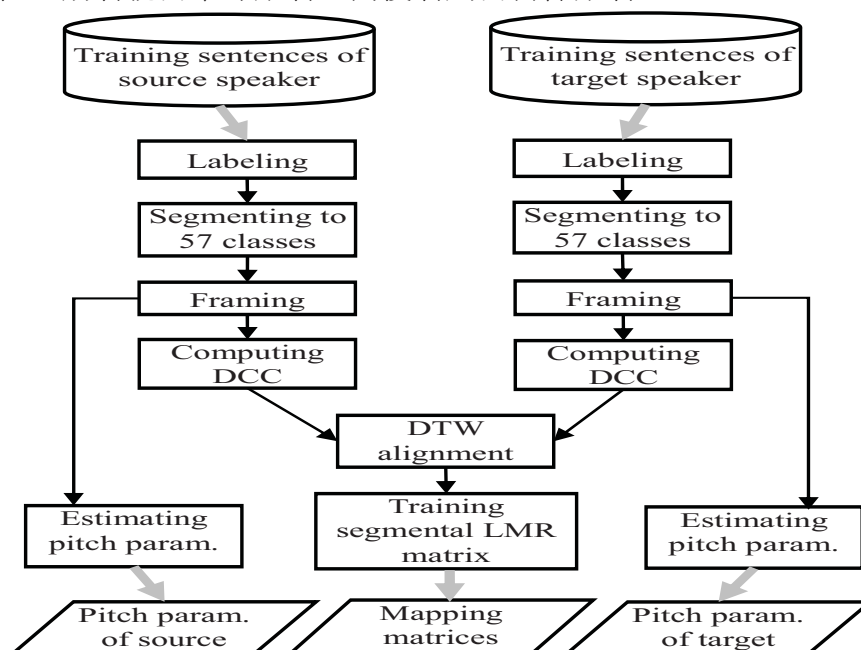 Training sentences of
source speaker
Training sentences of
target speaker
Labeling
Labeling
Segmenting to
57 classes
Segmenting to
57 classes
Framing
Framing
Computing
DCC
Computing
DCC
DTW
alignment
Estimating
pitch param.
Training
segmental LMR
matrix
Estimating
pitch param.
Pitch param.
of source
Mapping
matrices
Pitch param.
of target